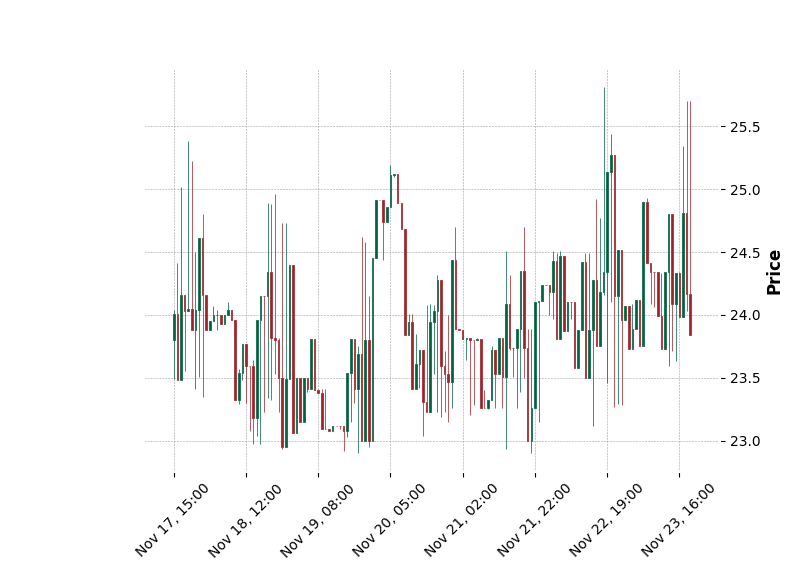 25.5
25.0
24.5
24.0
23.5
23.0
Price
Nov 17, 15:00
Nov 18, 12:00
Nov 19, 08:00
Nov 20, 05:00
Nov 21, 02:00
Nov 21, 22:00
Nov 22, 19:00
Nov 23, 16:00